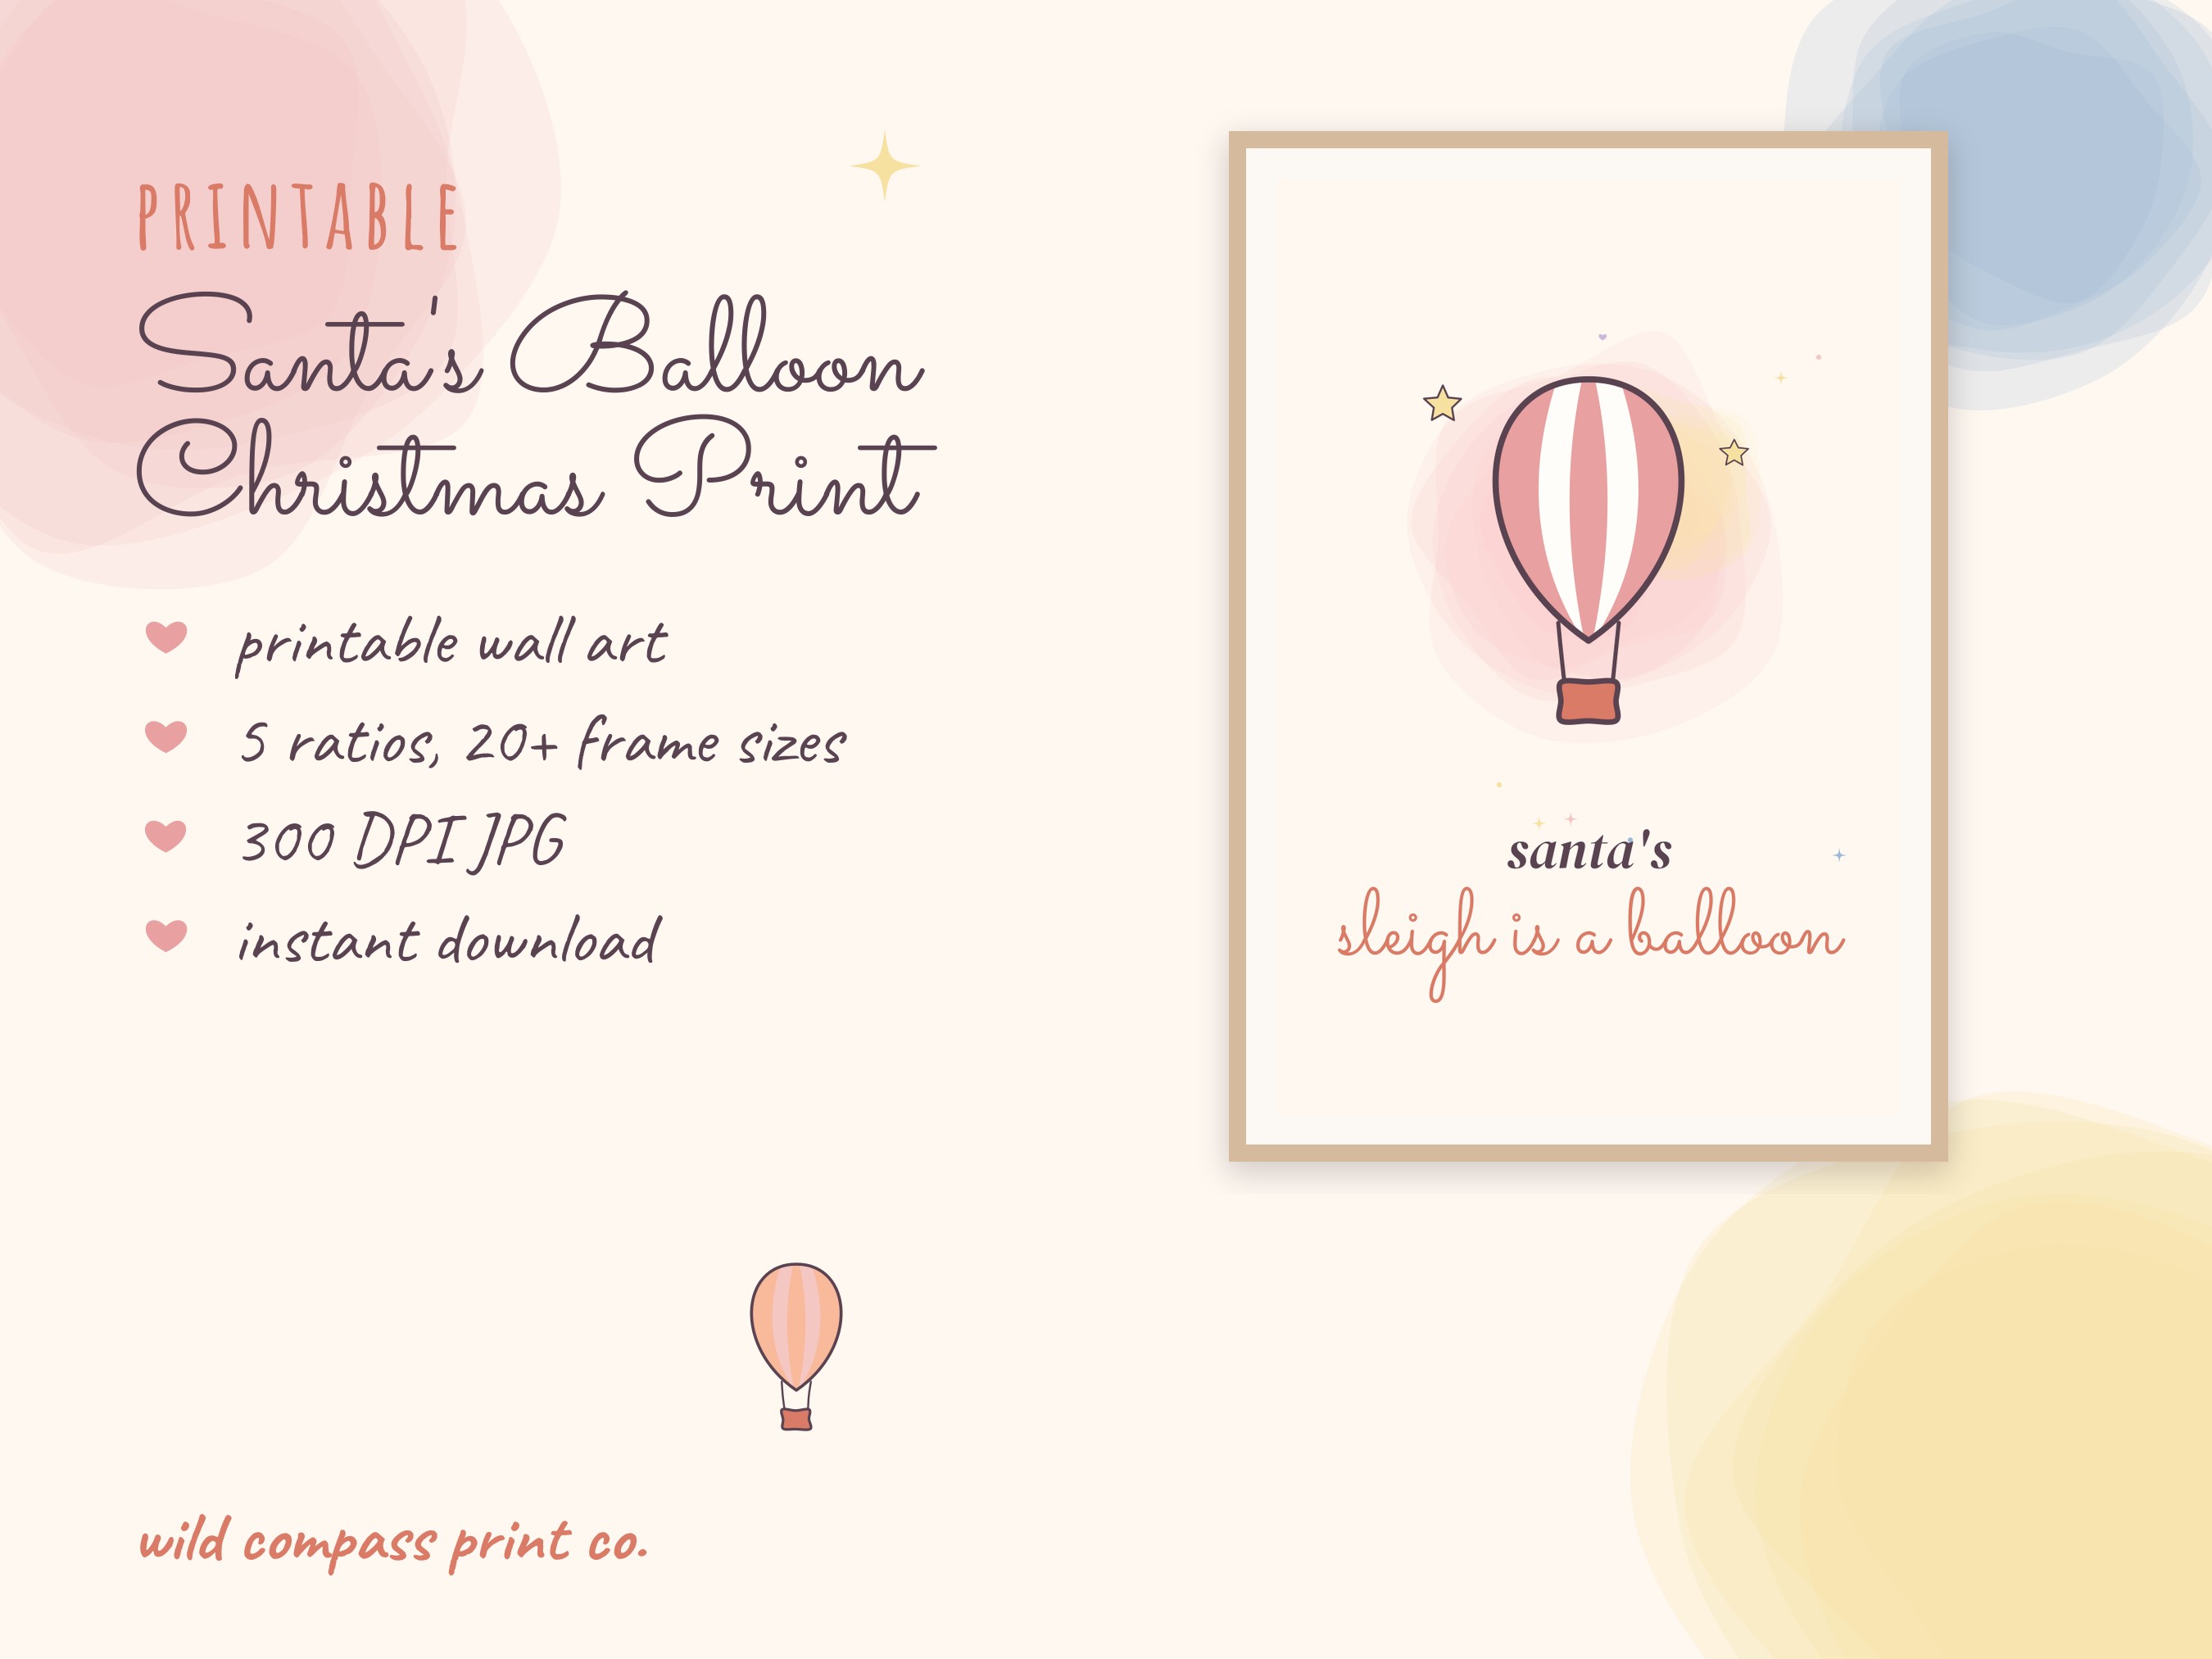 PRINTABLE
Santa's Balloon
Christmas Print
printable wall art
5 ratios, 20+ frame sizes
300 DPI JPG
instant download
santa's
sleigh is a balloon
wild compass print co.